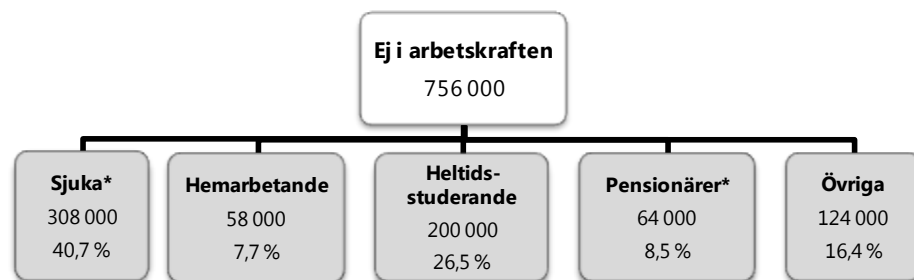 Ej i arbetskraften
756 000
Sjuka*
308 000
40,7 %
Hemarbetande
58 000
7,7 %
Heltids-
studerande
200 000
26,5 %
Pensionärer*
64 000
8,5 %
Övriga
124 000
16,4 %